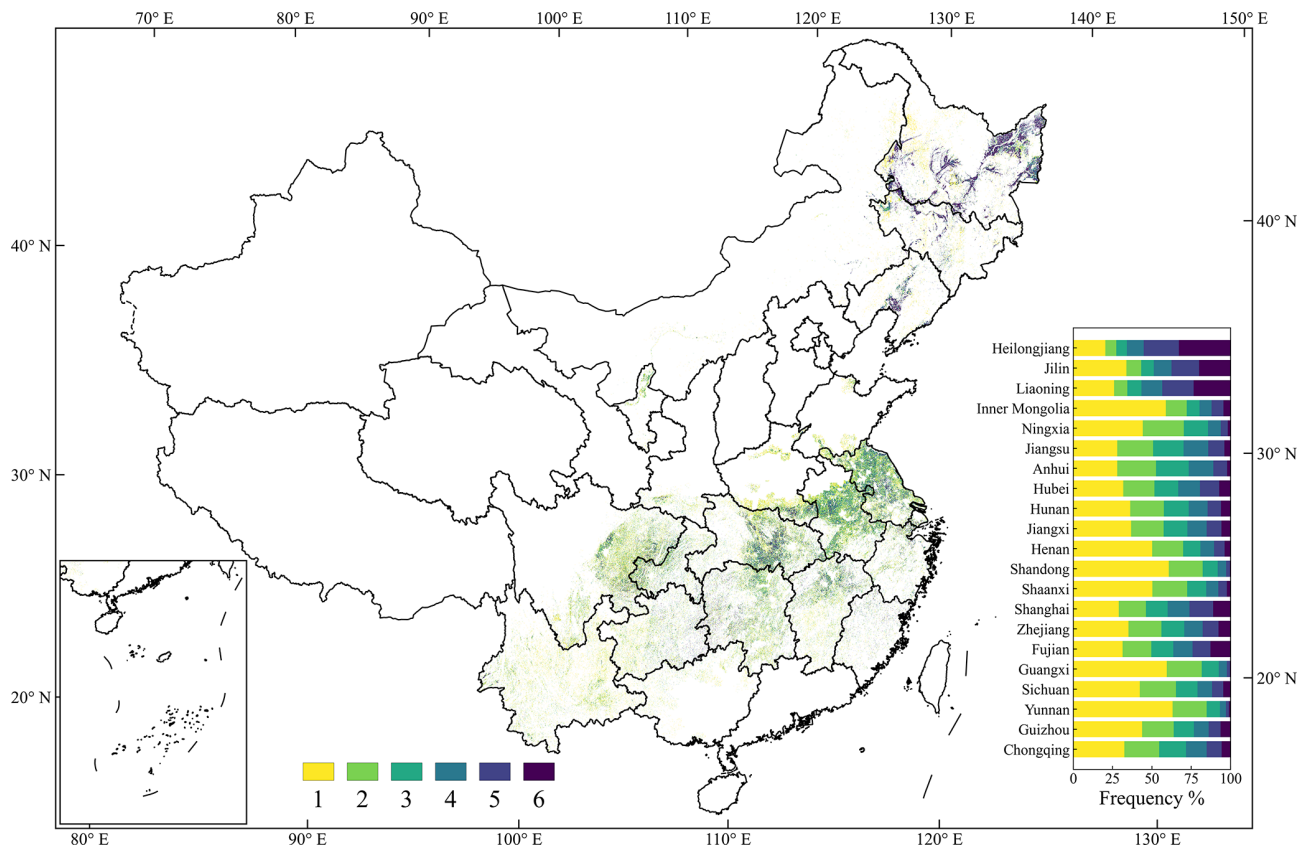 70° E 80° E 90° E 100° E 110° E 120° E 130° E 140° E 150° E
40° N
40° N
30° N
30° N
20° N
20° N
Heilongjiang
Jilin
Liaoning
Inner Mongolia
Ningxia
Jiangsu
Anhui
Hubei
Hunan
Jiangxi
Henan
Shandong
Shaanxi
Shanghai
Zhejiang
Fujian
Guangxi
Sichuan
Yunnan
Guizhou
Chongqing
0 25 50 75 100
Frequency %
1 2 3 4 5 6
80° E 90° E 100° E 110° E 120° E 130° E